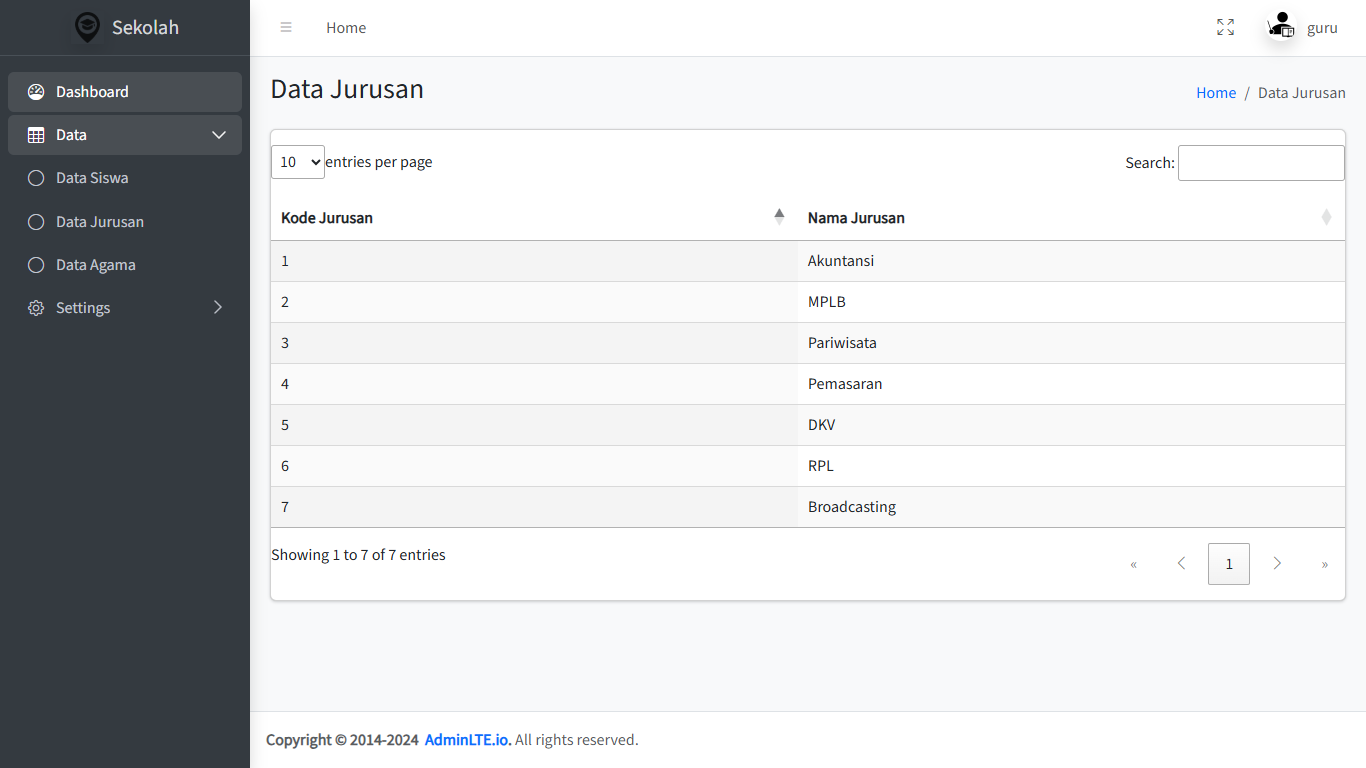 Sekolah
Home
guru
Dashboard
Data
Data Siswa
Data Jurusan
Data Agama
Settings
Data Jurusan
Home / Data Jurusan
10 entries per page
Search:
Kode Jurusan Nama Jurusan
1 Akuntansi
2 MPLB
3 Pariwisata
4 Pemasaran
5 DKV
6 RPL
7 Broadcasting
Showing 1 to 7 of 7 entries
« ‹ 1 › »
Copyright © 2014-2024 AdminLTE.io. All rights reserved.